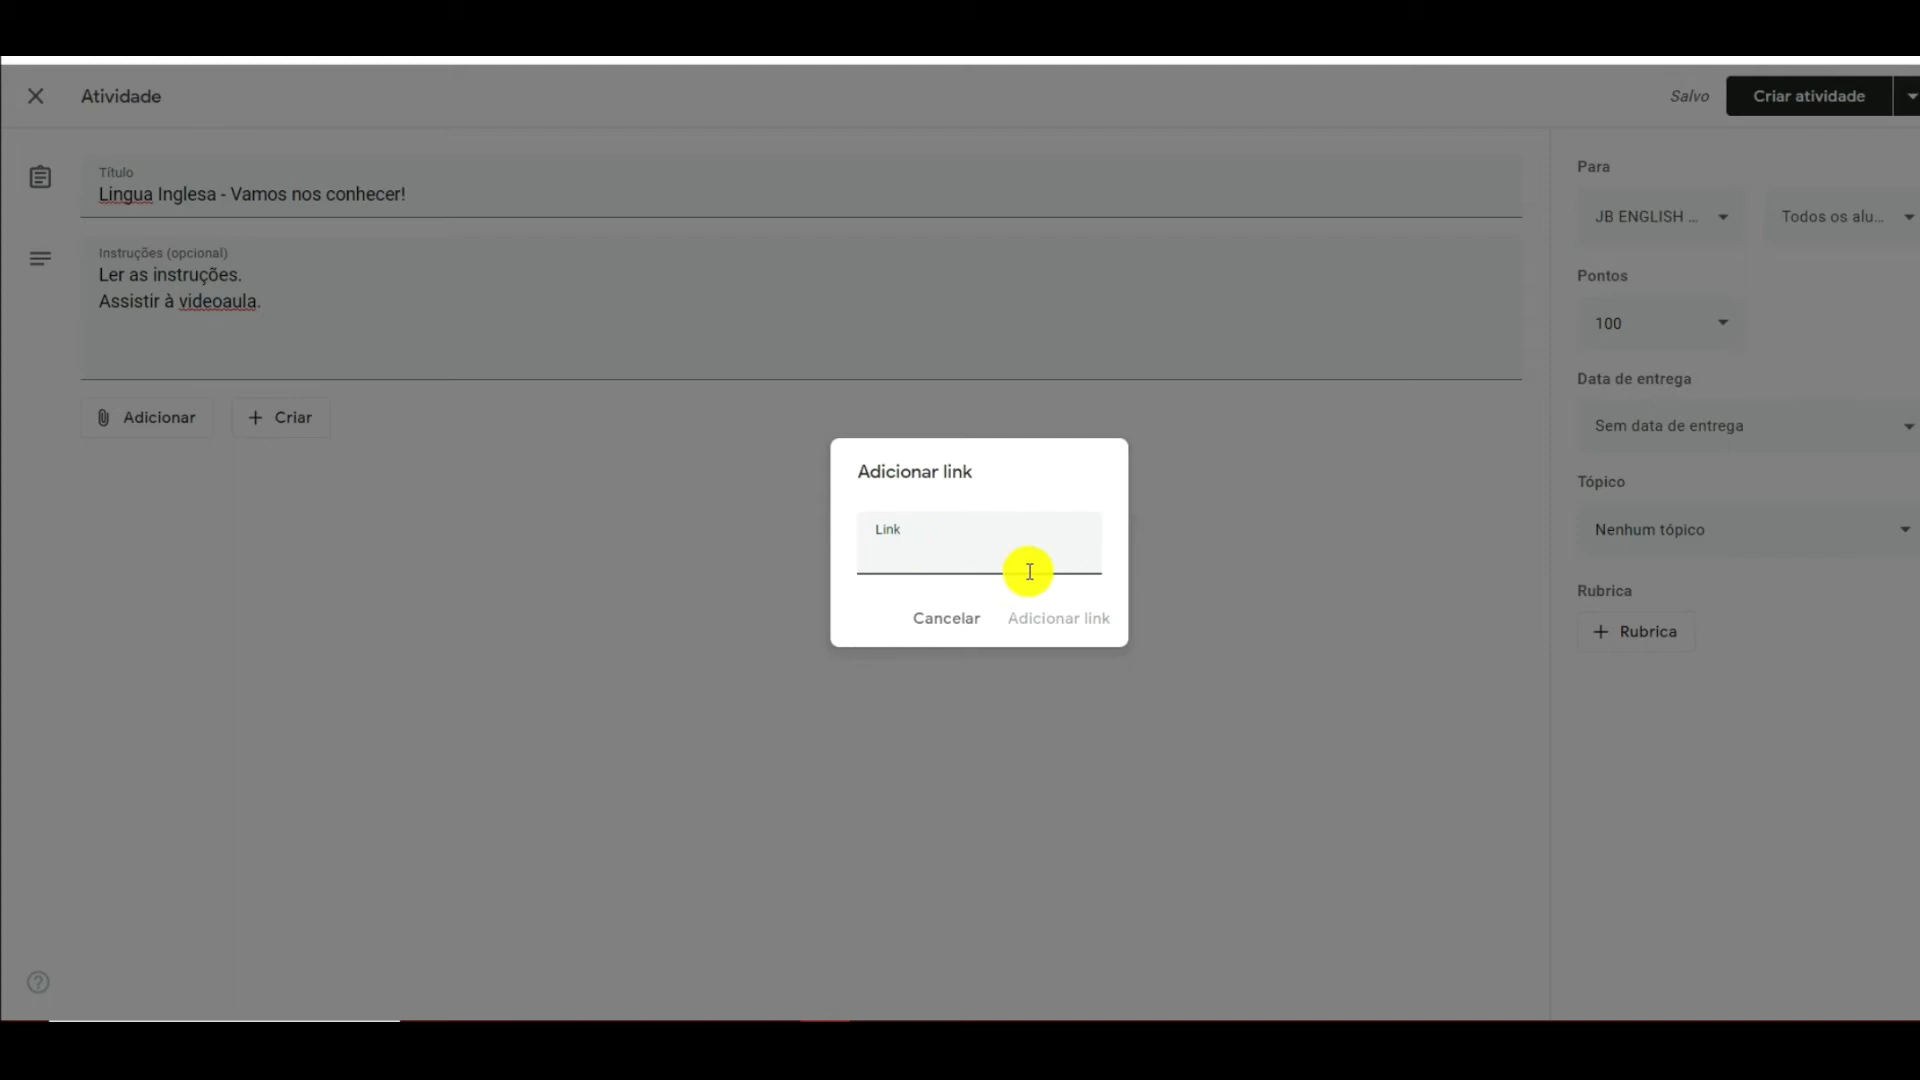 Atividade
Salvo
Criar atividade
Título
Lingua Inglesa - Vamos nos conhecer!
Instruções (opcional)
Ler as instruções.
Assistir à videoaula.
Adicionar
Criar
Adicionar link
Link
Cancelar
Adicionar link
Para
JB ENGLISH ...
Todos os alu...
Pontos
100
Data de entrega
Sem data de entrega
Tópico
Nenhum tópico
Rubrica
Rubrica